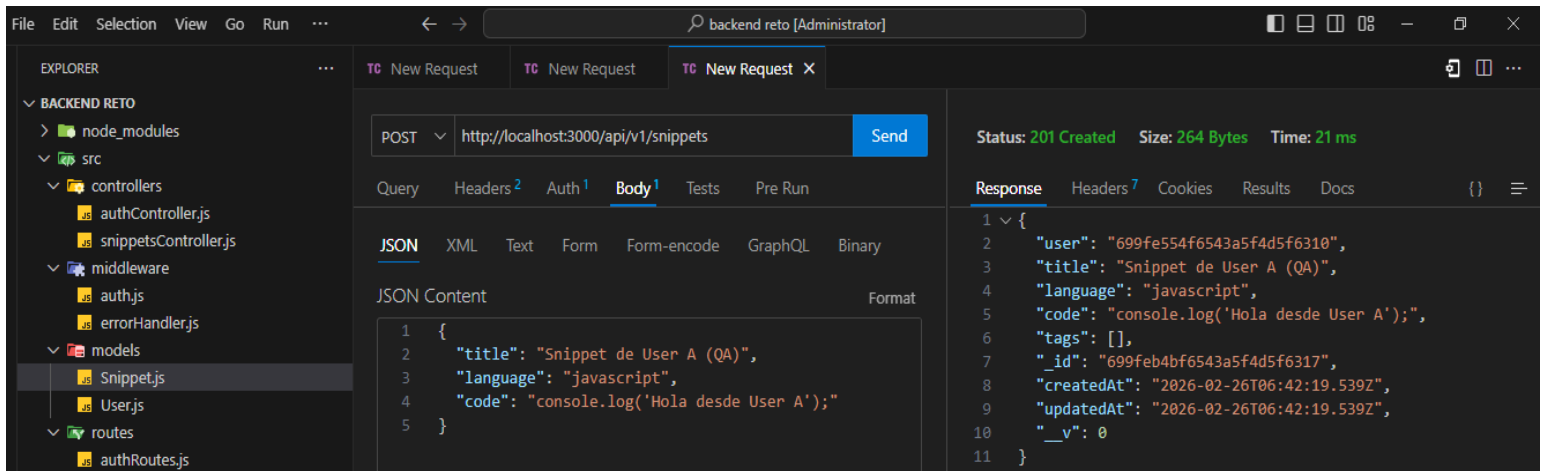 File Edit Selection View Go Run ··· ← → backend reto [Administrator]
EXPLORER ···
BACKEND RETO
node_modules
src
controllers
JS authController.js
JS snippetsController.js
middleware
JS auth.js
JS errorHandler.js
models
JS Snippet.js
JS User.js
routes
JS authRoutes.js
TC New Request TC New Request TC New Request ×
POST http://localhost:3000/api/v1/snippets Send
Query Headers 2 Auth 1 Body 1 Tests Pre Run
JSON XML Text Form Form-encode GraphQL Binary
JSON Content Format
1 {
2 "title": "Snippet de User A (QA)",
3 "language": "javascript",
4 "code": "console.log('Hola desde User A');"
5 }
Status: 201 Created Size: 264 Bytes Time: 21 ms
Response Headers 7 Cookies Results Docs {}
1 {
2 "user": "699fe554f6543a5f4d5f6310",
3 "title": "Snippet de User A (QA)",
4 "language": "javascript",
5 "code": "console.log('Hola desde User A');",
6 "tags": [],
7 "_id": "699feb4bf6543a5f4d5f6317",
8 "createdAt": "2026-02-26T06:42:19.539Z",
9 "updatedAt": "2026-02-26T06:42:19.539Z",
10 "__v": 0
11 }